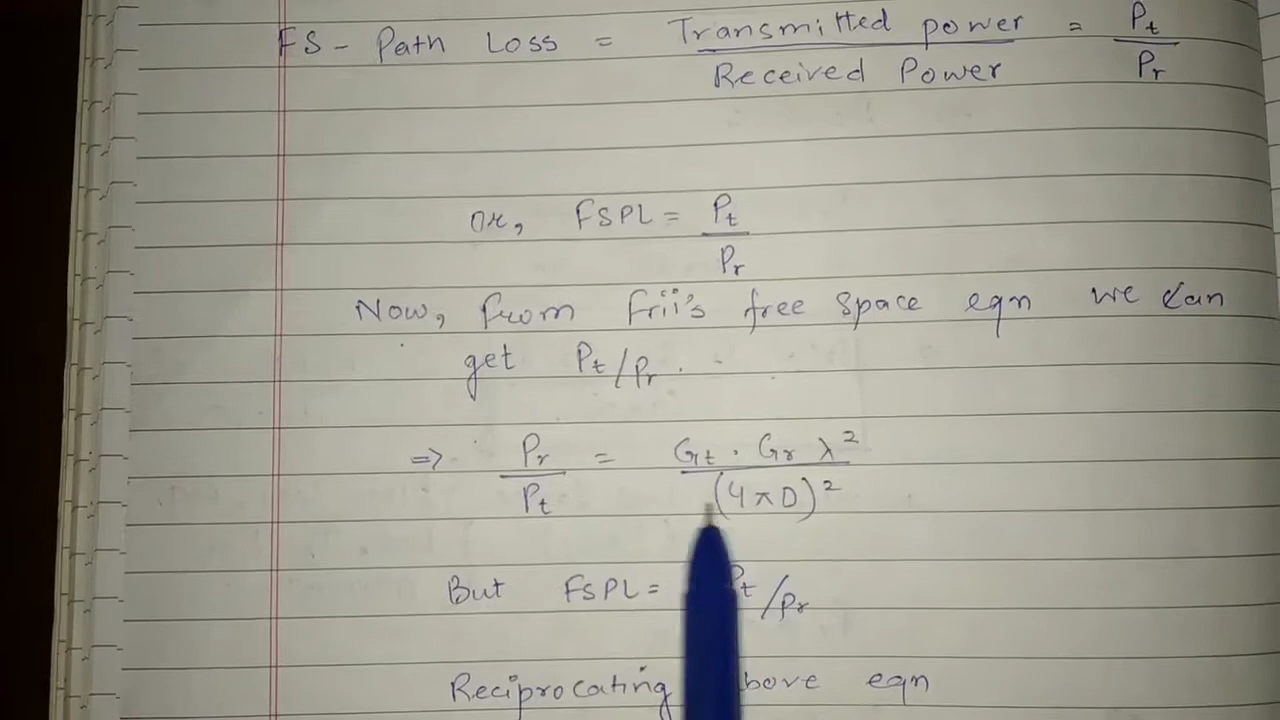 FS - Path Loss = Transmitted power / Received Power = Pt / Pr
or, FSPL = Pt / Pr
Now, from Frii's free space eqn we can
get Pt/Pr.
⇒ Pr / Pt = Gt . Gr λ² / (4πD)²
But FSPL = Pt/Pr
Reciprocating bove eqn